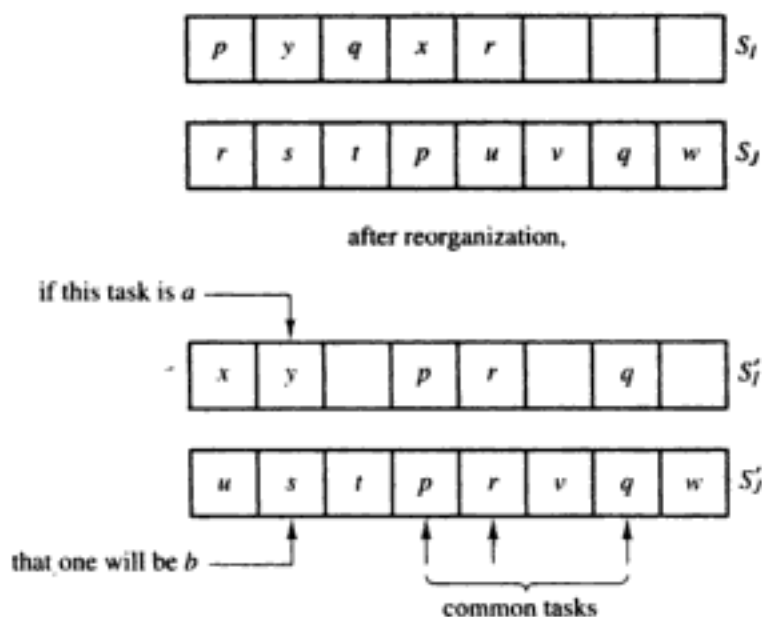 p y q x r S_I
r s t p u v q w S_J
after reorganization,
if this task is a
x y p r q S'_I
u s t p r v q w S'_J
that one will be b
common tasks